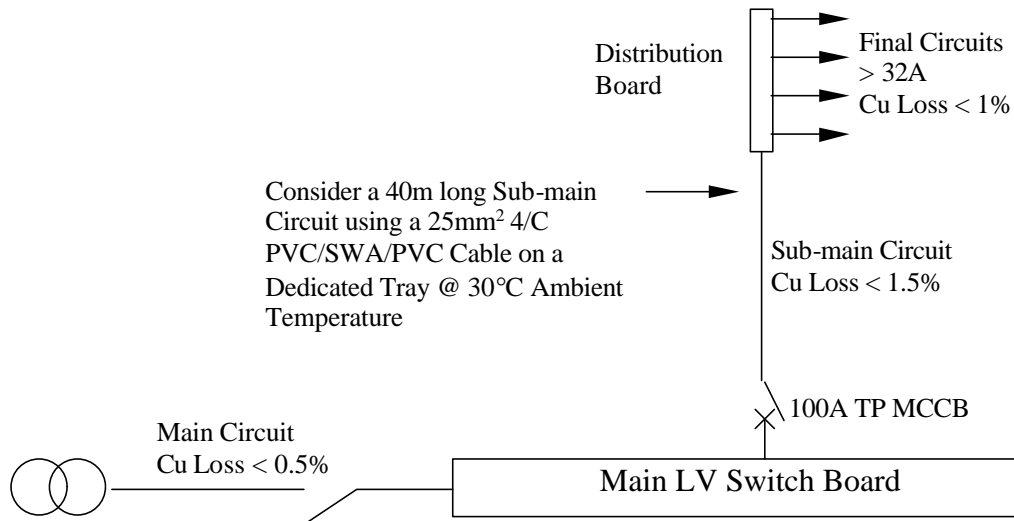 Distribution
Board
Final Circuits
> 32A
Cu Loss < 1%
Consider a 40m long Sub-main
Circuit using a 25mm² 4/C
PVC/SWA/PVC Cable on a
Dedicated Tray @ 30°C Ambient
Temperature
Sub-main Circuit
Cu Loss < 1.5%
100A TP MCCB
Main Circuit
Cu Loss < 0.5%
Main LV Switch Board